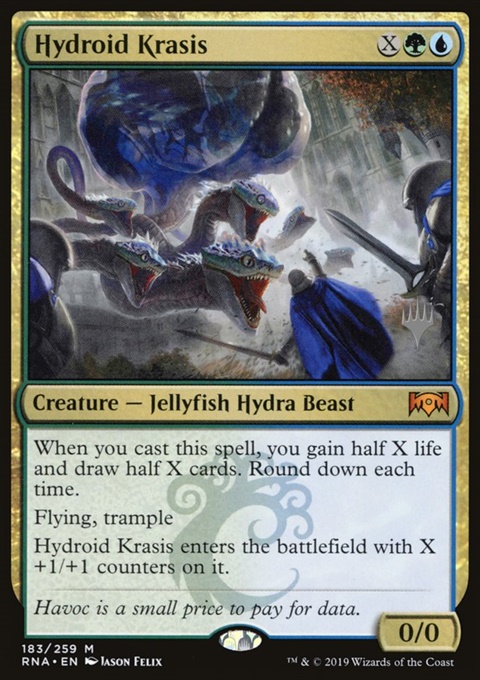 Hydroid Krasis X
Creature — Jellyfish Hydra Beast
When you cast this spell, you gain half X life
and draw half X cards. Round down each
time.
Flying, trample
Hydroid Krasis enters the battlefield with X
+1/+1 counters on it.
Havoc is a small price to pay for data.
0/0
183/259 M
RNA • EN Jason Felix
™ & © 2019 Wizards of the Coast